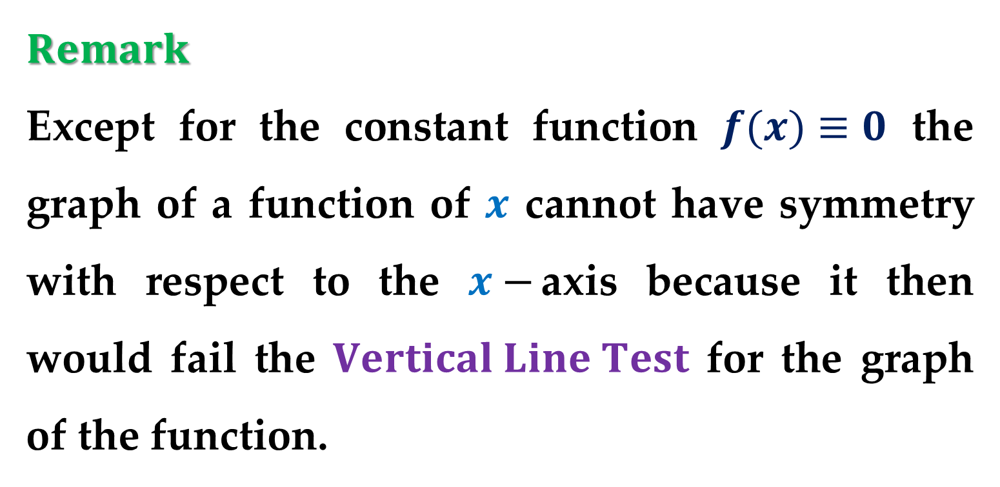 Remark
Except for the constant function f(x) ≡ 0 the
graph of a function of x cannot have symmetry
with respect to the x − axis because it then
would fail the Vertical Line Test for the graph
of the function.